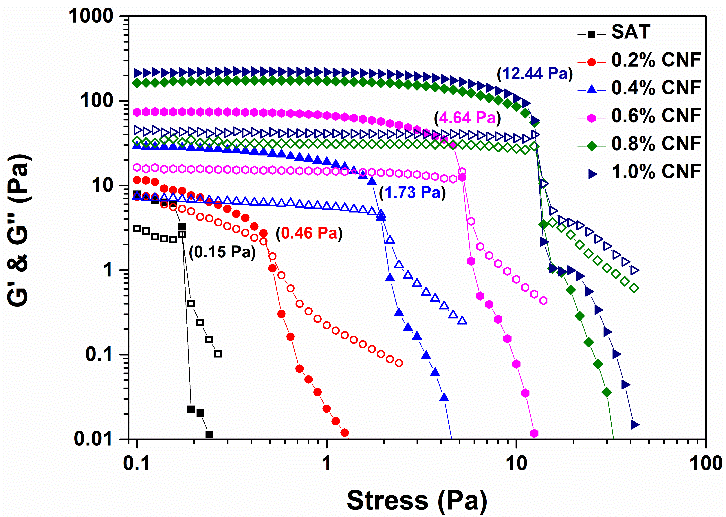 1000
100
10
1
0.1
0.01
G' & G" (Pa)
0.1
1
10
100
Stress (Pa)
SAT
0.2% CNF
0.4% CNF
0.6% CNF
0.8% CNF
1.0% CNF
(12.44 Pa)
(4.64 Pa)
(1.73 Pa)
(0.46 Pa)
(0.15 Pa)